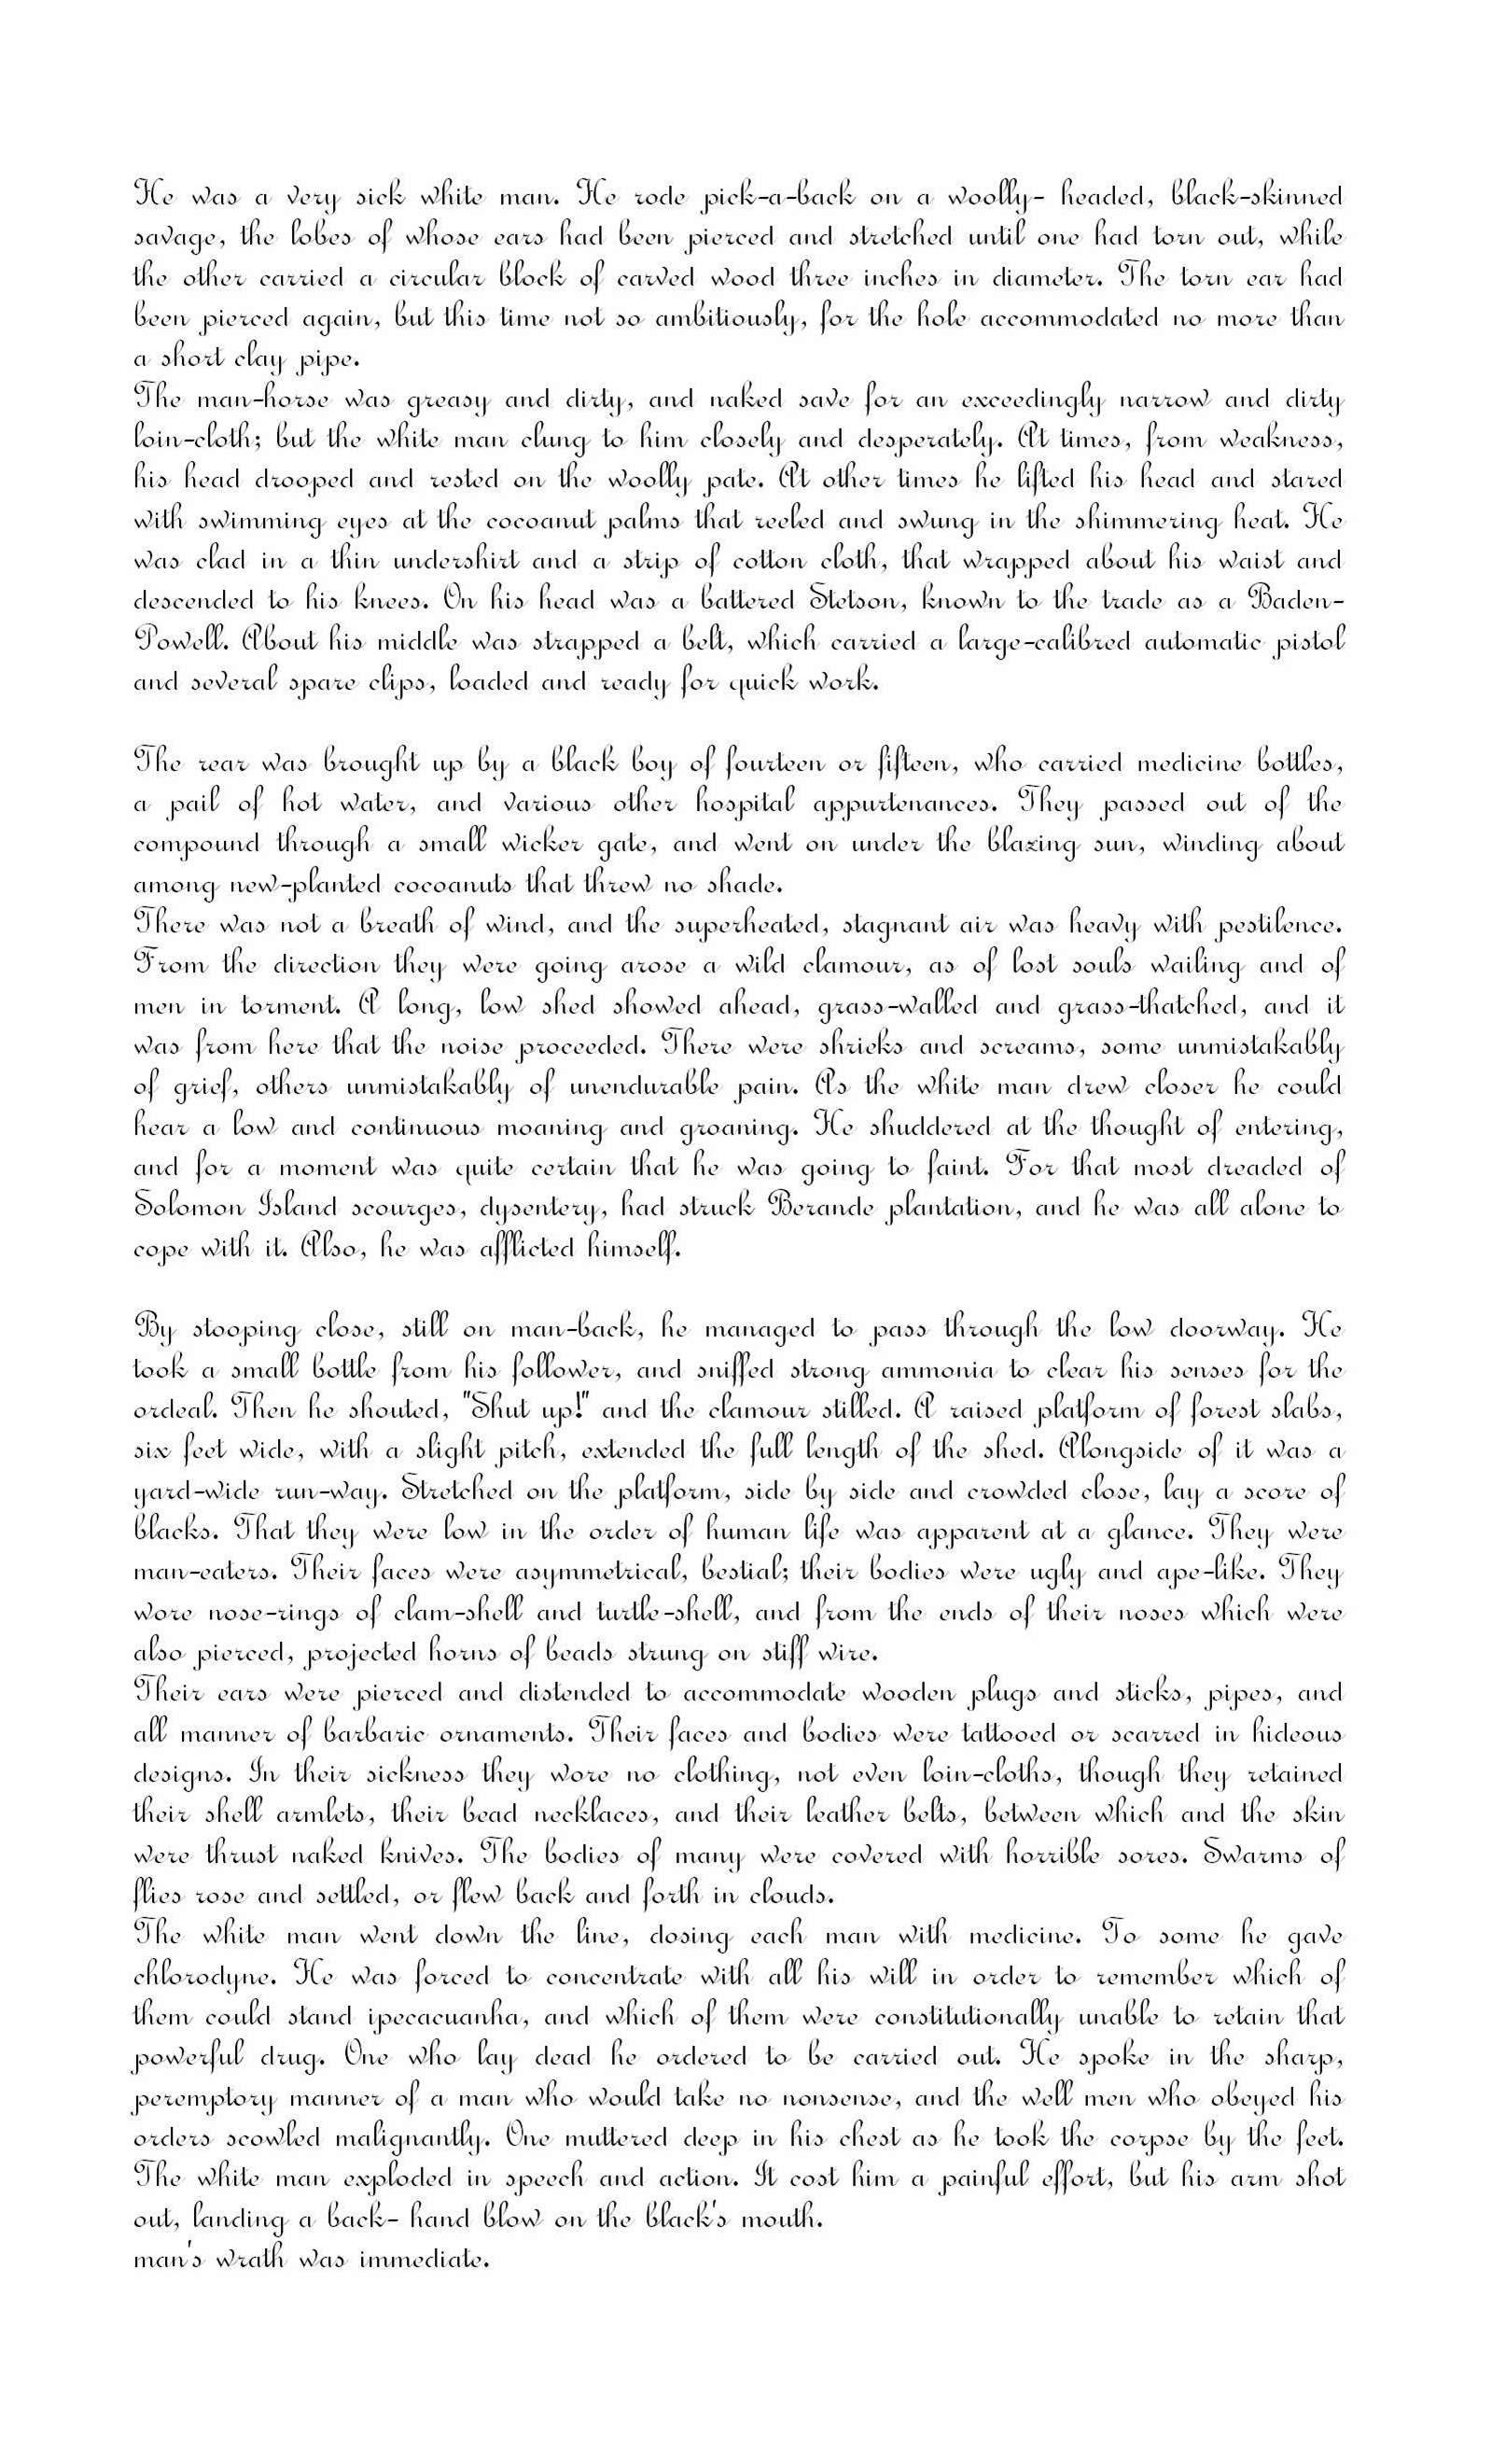 He was a very sick white man. He rode pick-a-back on a woolly- headed, black-skinned
savage, the lobes of whose ears had been pierced and stretched until one had torn out, while
the other carried a circular block of carved wood three inches in diameter. The torn ear had
been pierced again, but this time not so ambitiously, for the hole accommodated no more than
a short clay pipe.
The man-horse was greasy and dirty, and naked save for an exceedingly narrow and dirty
loin-cloth; but the white man clung to him closely and desperately. At times, from weakness,
his head drooped and rested on the woolly pate. At other times he lifted his head and stared
with swimming eyes at the cocoanut palms that reeled and swung in the shimmering heat. He
was clad in a thin undershirt and a strip of cotton cloth, that wrapped about his waist and
descended to his knees. On his head was a battered Stetson, known to the trade as a Baden-
Powell. About his middle was strapped a belt, which carried a large-calibred automatic pistol
and several spare clips, loaded and ready for quick work.

The rear was brought up by a black boy of fourteen or fifteen, who carried medicine bottles,
a pail of hot water, and various other hospital appurtenances. They passed out of the
compound through a small wicker gate, and went on under the blazing sun, winding about
among new-planted cocoanuts that threw no shade.
There was not a breath of wind, and the superheated, stagnant air was heavy with pestilence.
From the direction they were going arose a wild clamour, as of lost souls wailing and of
men in torment. A long, low shed showed ahead, grass-walled and grass-thatched, and it
was from here that the noise proceeded. There were shrieks and screams, some unmistakably
of grief, others unmistakably of unendurable pain. As the white man drew closer he could
hear a low and continuous moaning and groaning. He shuddered at the thought of entering,
and for a moment was quite certain that he was going to faint. For that most dreaded of
Solomon Island scourges, dysentery, had struck Berande plantation, and he was all alone to
cope with it. Also, he was afflicted himself.

By stooping close, still on man-back, he managed to pass through the low doorway. He
took a small bottle from his follower, and sniffed strong ammonia to clear his senses for the
ordeal. Then he shouted, "Shut up!" and the clamour stilled. A raised platform of forest slabs,
six feet wide, with a slight pitch, extended the full length of the shed. Alongside of it was a
yard-wide run-way. Stretched on the platform, side by side and crowded close, lay a score of
blacks. That they were low in the order of human life was apparent at a glance. They were
man-eaters. Their faces were asymmetrical, bestial; their bodies were ugly and ape-like. They
wore nose-rings of clam-shell and turtle-shell, and from the ends of their noses which were
also pierced, projected horns of beads strung on stiff wire.
Their ears were pierced and distended to accommodate wooden plugs and sticks, pipes, and
all manner of barbaric ornaments. Their faces and bodies were tattooed or scarred in hideous
designs. In their sickness they wore no clothing, not even loin-cloths, though they retained
their shell armlets, their bead necklaces, and their leather belts, between which and the skin
were thrust naked knives. The bodies of many were covered with horrible sores. Swarms of
flies rose and settled, or flew back and forth in clouds.
The white man went down the line, dosing each man with medicine. To some he gave
chlorodyne. He was forced to concentrate with all his will in order to remember which of
them could stand ipecacuanha, and which of them were constitutionally unable to retain that
powerful drug. One who lay dead he ordered to be carried out. He spoke in the sharp,
peremptory manner of a man who would take no nonsense, and the well men who obeyed his
orders scowled malignantly. One muttered deep in his chest as he took the corpse by the feet.
The white man exploded in speech and action. It cost him a painful effort, but his arm shot
out, landing a back- hand blow on the black's mouth.
man's wrath was immediate.